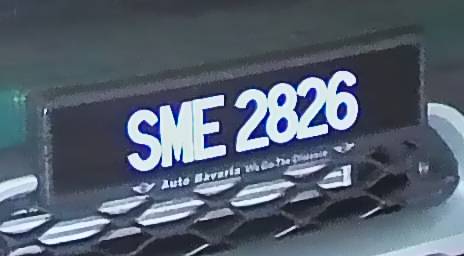 SME 2826
Auto Bavaria We Go The Distance